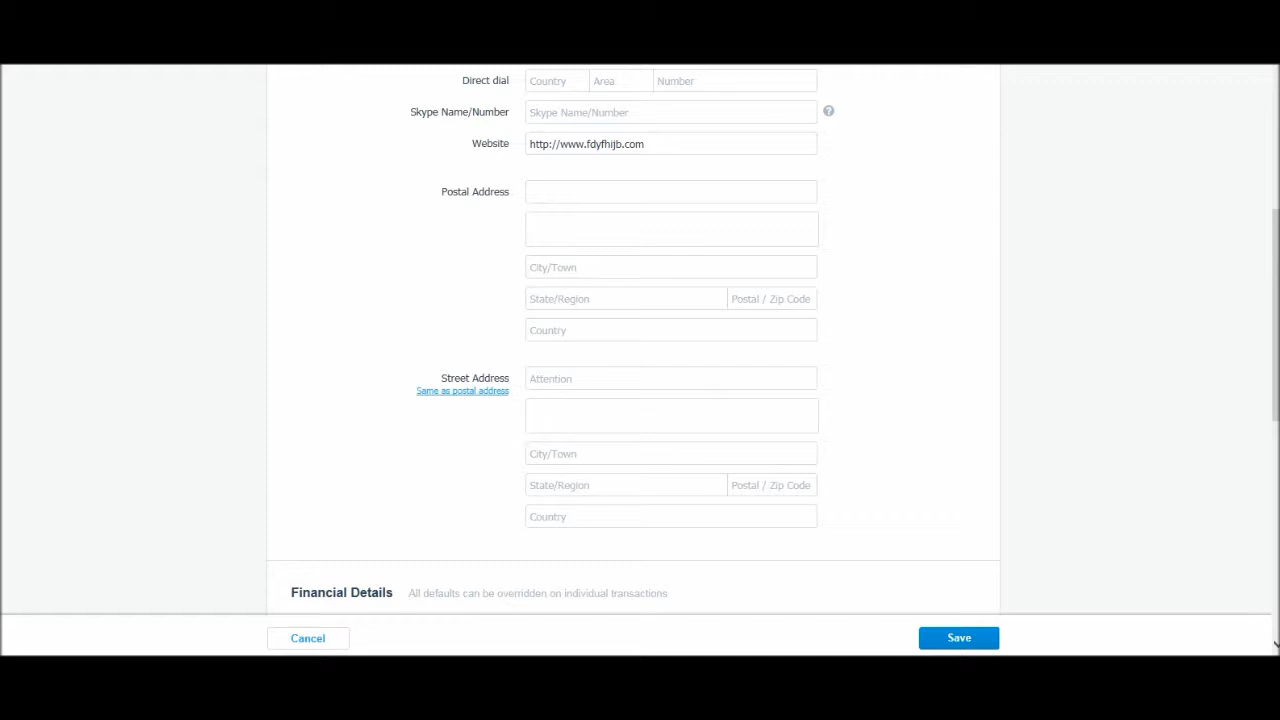 Direct dial Country Area Number
Skype Name/Number Skype Name/Number ?
Website http://www.fdyfhijb.com
Postal Address
City/Town
State/Region Postal / Zip Code
Country
Street Address Attention
Same as postal address
City/Town
State/Region Postal / Zip Code
Country
Financial Details All defaults can be overridden on individual transactions
Cancel Save